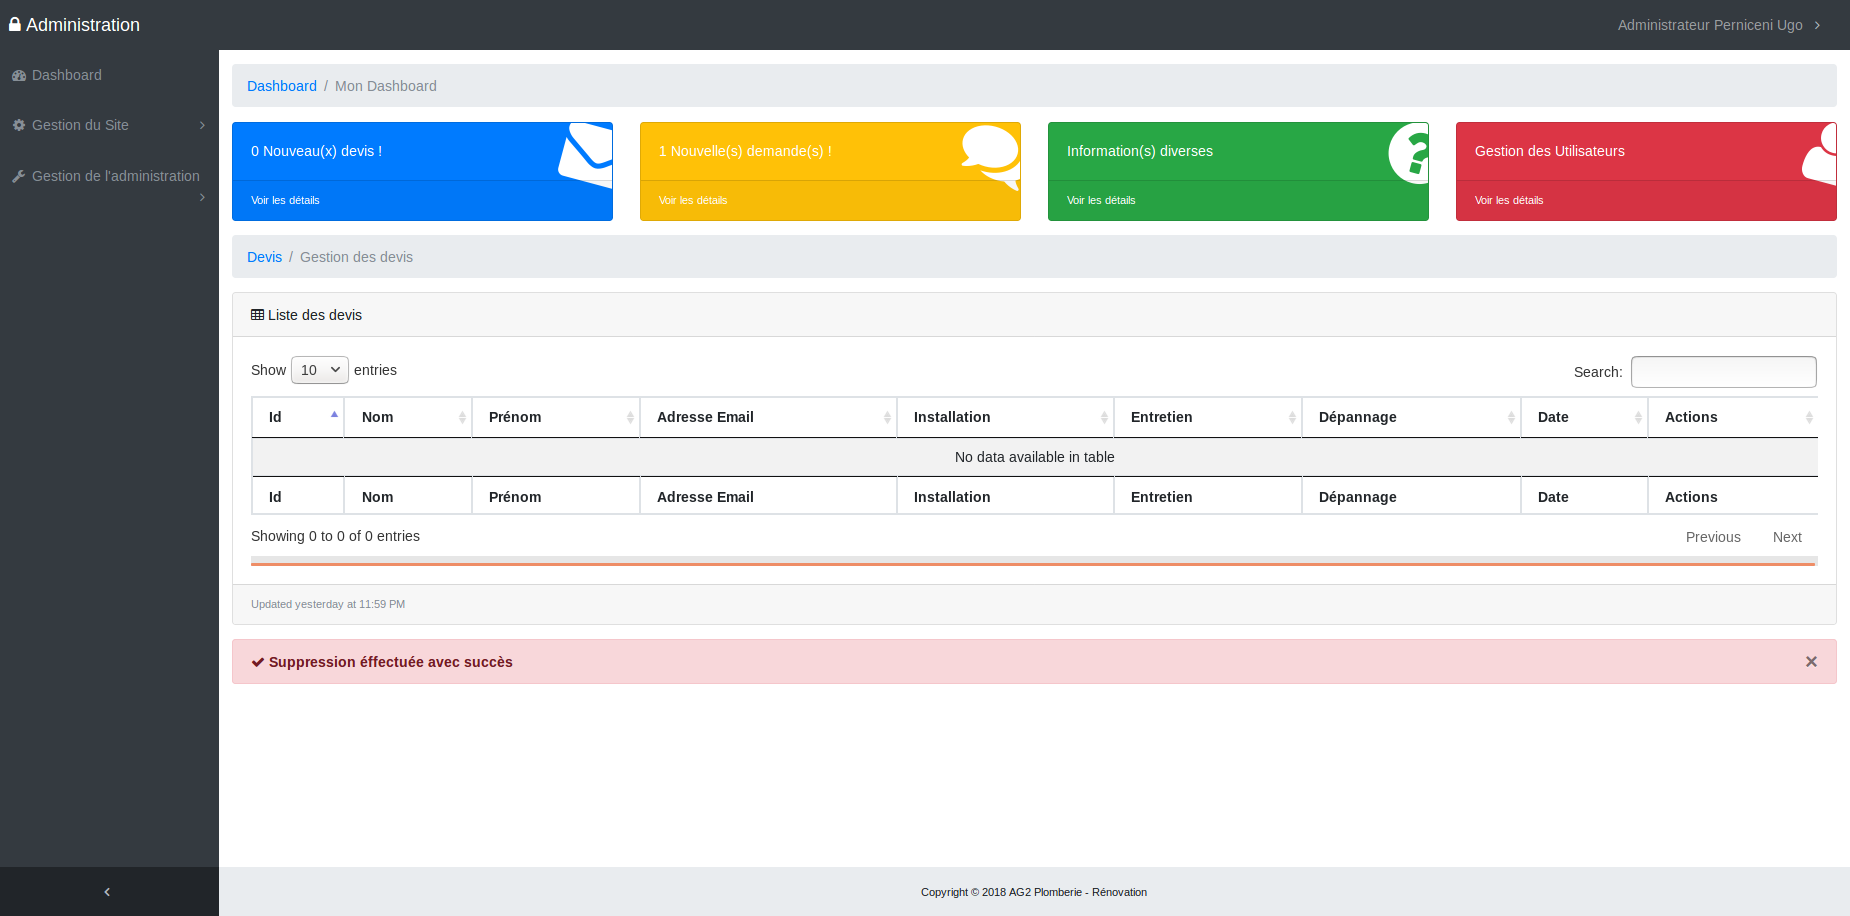 Administration
Administrateur Perniceni Ugo
Dashboard
Gestion du Site
Gestion de l'administration
Dashboard / Mon Dashboard
0 Nouveau(x) devis !
Voir les détails
1 Nouvelle(s) demande(s) !
Voir les détails
Information(s) diverses
Voir les détails
Gestion des Utilisateurs
Voir les détails
Devis / Gestion des devis
Liste des devis
Show 10 entries
Search:
Id Nom Prénom Adresse Email Installation Entretien Dépannage Date Actions
No data available in table
Id Nom Prénom Adresse Email Installation Entretien Dépannage Date Actions
Showing 0 to 0 of 0 entries
Previous Next
Updated yesterday at 11:59 PM
Suppression éffectuée avec succès
Copyright © 2018 AG2 Plomberie - Rénovation